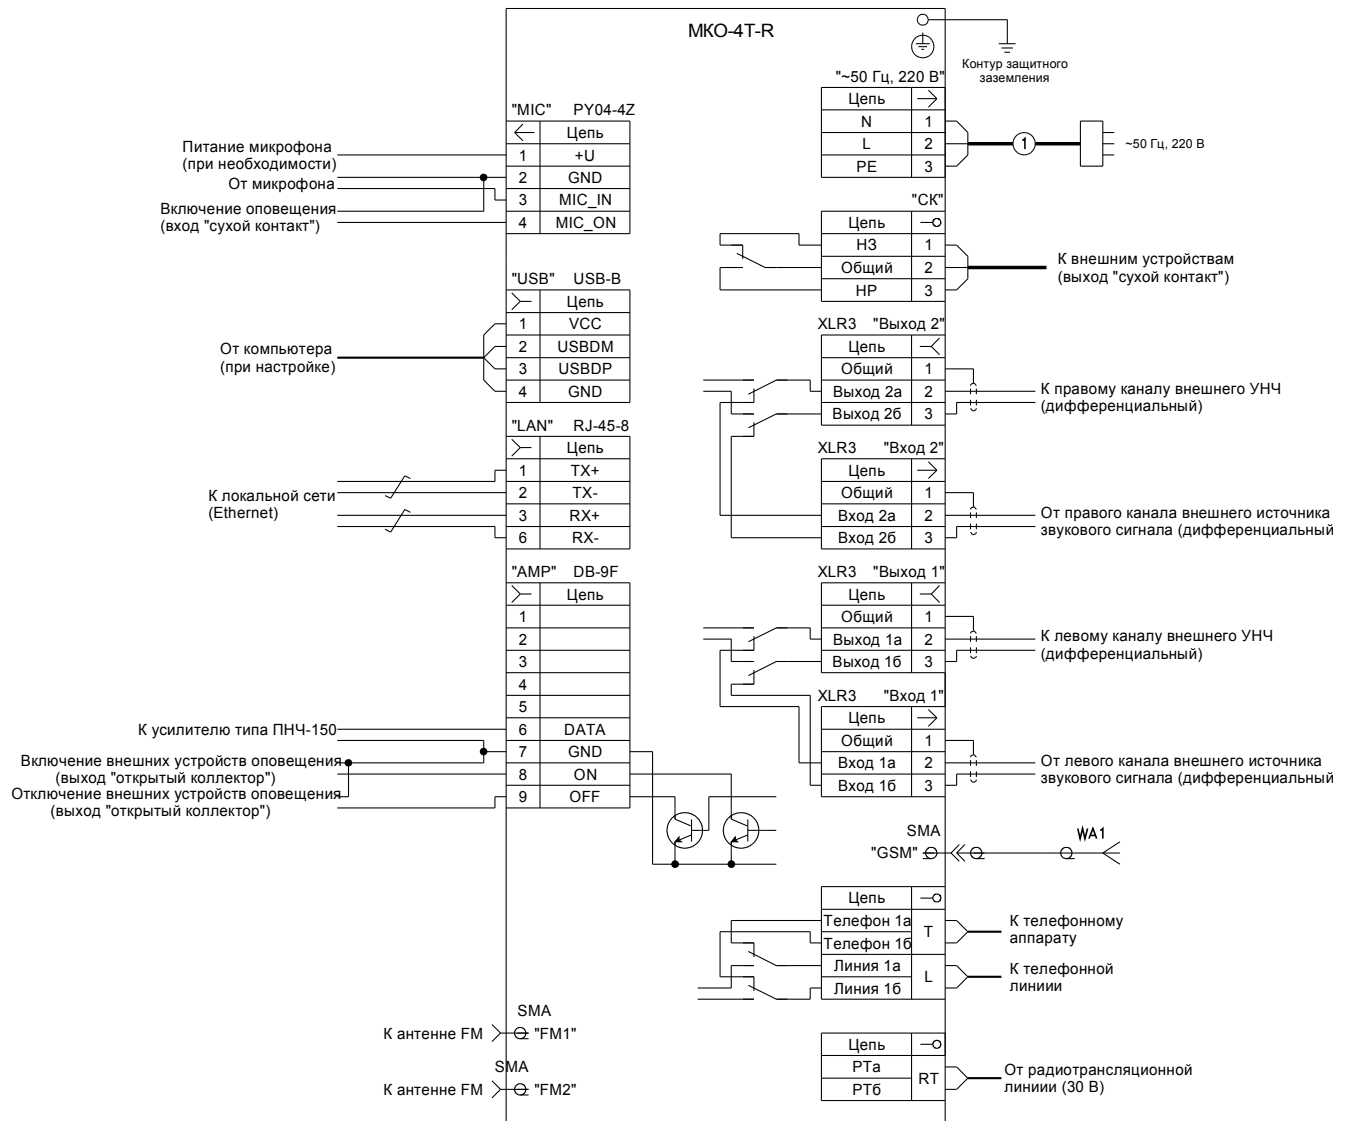 МКО-4T-R
Контур защитного
заземления
"~50 Гц, 220 В"
Цепь
N 1
L 2
PE 3
1
~50 Гц, 220 В
"MIC" PY04-4Z
Цепь
1 +U
2 GND
3 MIC_IN
4 MIC_ON
Питание микрофона
(при необходимости)
От микрофона
Включение оповещения
(вход "сухой контакт")
"СК"
Цепь
НЗ 1
Общий 2
НР 3
К внешним устройствам
(выход "сухой контакт")
"USB" USB-B
Цепь
1 VCC
2 USBDM
3 USBDP
4 GND
От компьютера
(при настройке)
XLR3 "Выход 2"
Цепь
Общий 1
Выход 2а 2
Выход 2б 3
К правому каналу внешнего УНЧ
(дифференциальный)
"LAN" RJ-45-8
Цепь
1 TX+
2 TX-
3 RX+
6 RX-
К локальной сети
(Ethernet)
XLR3 "Вход 2"
Цепь
Общий 1
Вход 2а 2
Вход 2б 3
От правого канала внешнего источника
звукового сигнала (дифференциальный
"AMP" DB-9F
Цепь
1
2
3
4
5
6 DATA
7 GND
8 ON
9 OFF
К усилителю типа ПНЧ-150
Включение внешних устройств оповещения
(выход "открытый коллектор")
Отключение внешних устройств оповещения
(выход "открытый коллектор")
XLR3 "Выход 1"
Цепь
Общий 1
Выход 1а 2
Выход 1б 3
К левому каналу внешнего УНЧ
(дифференциальный)
XLR3 "Вход 1"
Цепь
Общий 1
Вход 1а 2
Вход 1б 3
От левого канала внешнего источника
звукового сигнала (дифференциальный
SMA
"GSM"
WA1
Цепь
Телефон 1а
Телефон 1б
T
Линия 1а
Линия 1б
L
К телефонному
аппарату
К телефонной
линиии
SMA
К антенне FM "FM1"
SMA
К антенне FM "FM2"
Цепь
РТа
РТб
RT
От радиотрансляционной
линиии (30 В)